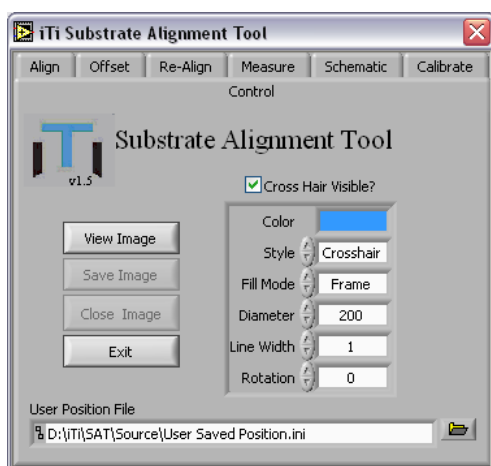 iTi Substrate Alignment Tool
Align Offset Re-Align Measure Schematic Calibrate
Control
iTi Substrate Alignment Tool
v1.5
Cross Hair Visible?
Color
View Image
Style Crosshair
Save Image
Fill Mode Frame
Close Image
Diameter 200
Exit
Line Width 1
Rotation 0
User Position File
D:\iTi\SAT\Source\User Saved Position.ini